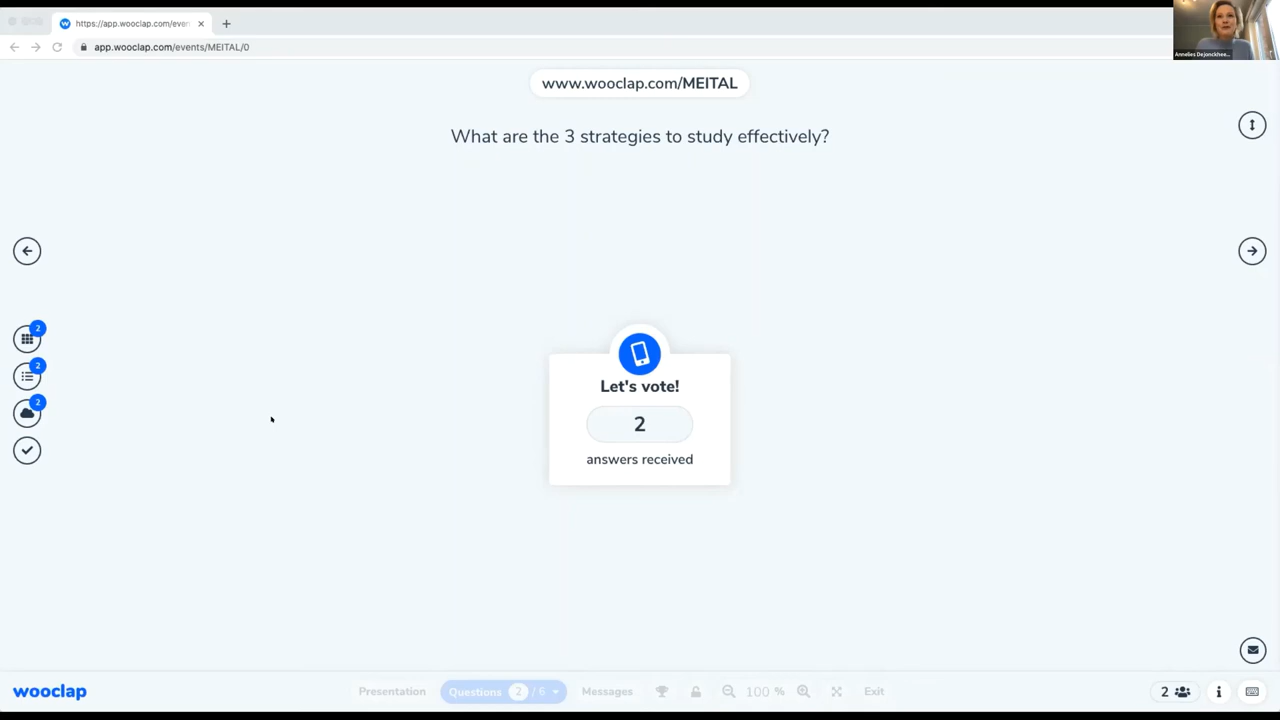 https://app.wooclap.com/even
app.wooclap.com/events/MEITAL/0
Annelies Dejonckhee...
www.wooclap.com/MEITAL
What are the 3 strategies to study effectively?
2
2
2
Let's vote!
2
answers received
wooclap
Presentation
Questions 2 / 6
Messages
100 %
Exit
2